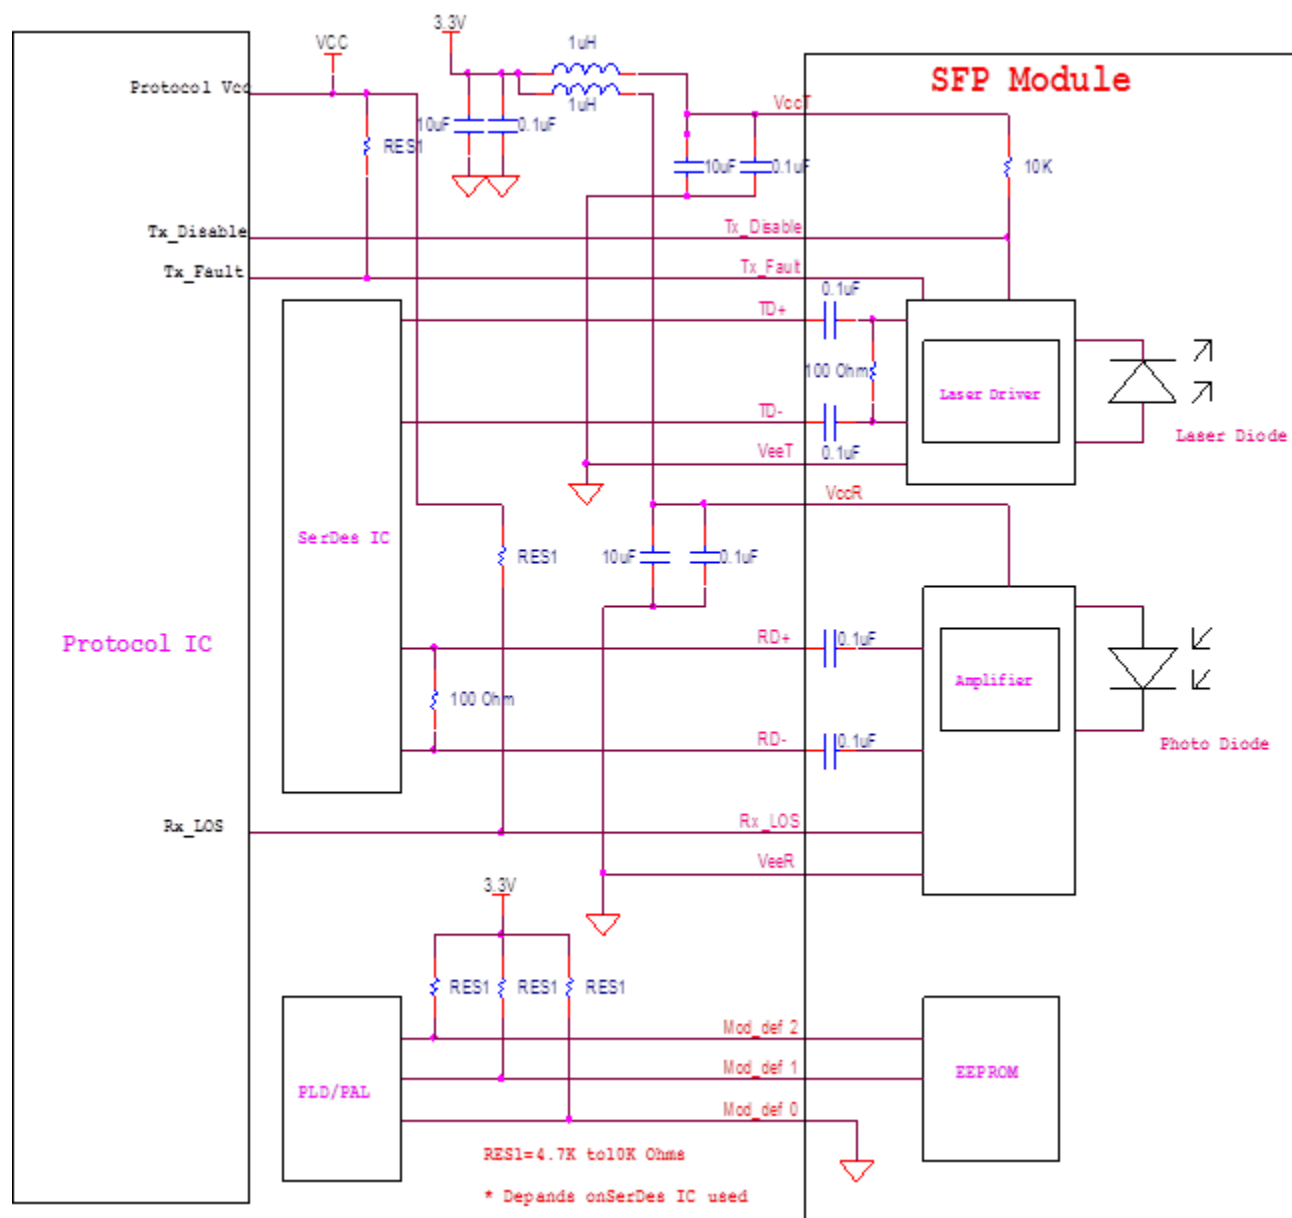 3.3V
VCC
1uH
SFP Module
Protocol Vcc
1uH
VccT
10uF
0.1uF
RES1
10uF
0.1uF
10K
Tx_Disable
Tx_Disable
Tx_Fault
Tx_Fault
0.1uF
TD+
100 Ohm
Laser Driver
TD-
Laser Diode
VeeT
0.1uF
VccR
SerDes IC
RES1
10uF
0.1uF
Protocol IC
RD+
0.1uF
Amplifier
100 Ohm
RD-
0.1uF
Photo Diode
Rx_LOS
Rx_LOS
VeeR
3.3V
RES1
RES1
RES1
Mod_def 2
Mod_def 1
EEPROM
PLD/PAL
Mod_def 0
RES1=4.7K to10K Ohms
* Depands onSerDes IC used